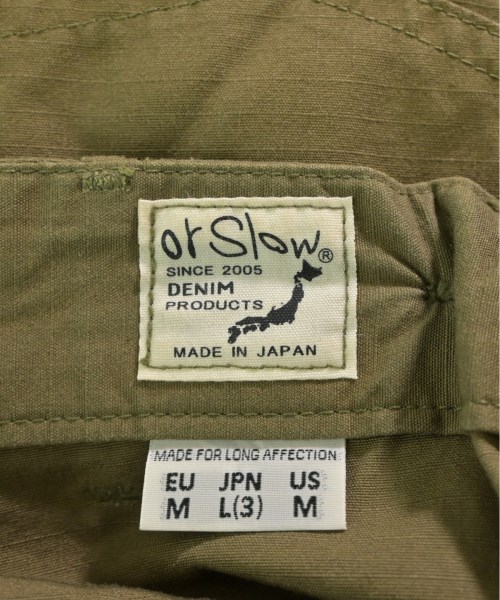 orSlow®
SINCE 2005
DENIM
PRODUCTS
MADE IN JAPAN
MADE FOR LONG AFFECTION
EU JPN US
M L(3) M